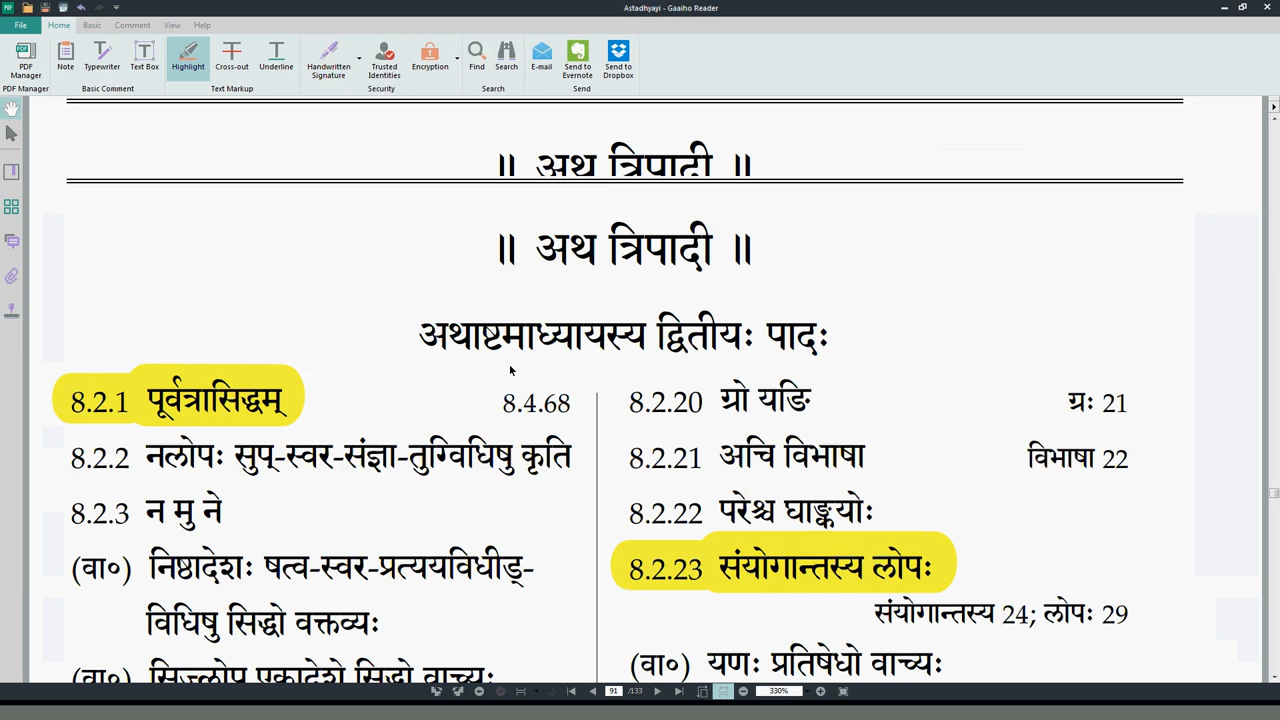 Astadhyayi - Gaaiho Reader
File Home Basic Comment View Help
PDF Manager Note Typewriter Text Box Highlight Cross-out Underline Handwritten Signature Trusted Identities Encryption Find Search E-mail Send to Evernote Send to Dropbox
PDF Manager Basic Comment Text Markup Security Search Send
॥ अथ त्रिपादी ॥
॥ अथ त्रिपादी ॥
अथाष्टमाध्यायस्य द्वितीयः पादः
8.2.1 पूर्वत्रासिद्धम् 8.4.68
8.2.2 नलोपः सुप्-स्वर-संज्ञा-तुग्विधिषु कृति
8.2.3 न मु ने
(वा०) निष्ठादेशः षत्व-स्वर-प्रत्ययविधीड्-
विधिषु सिद्धो वक्तव्यः
(वा०) सिज्लोप एकादेशे सिद्धो वाच्यः
8.2.20 ग्रो यङि ग्रः 21
8.2.21 अचि विभाषा विभाषा 22
8.2.22 परेश्च घाङ्कयोः
8.2.23 संयोगान्तस्य लोपः
संयोगान्तस्य 24; लोपः 29
(वा०) यणः प्रतिषेधो वाच्यः
91 /133 330%